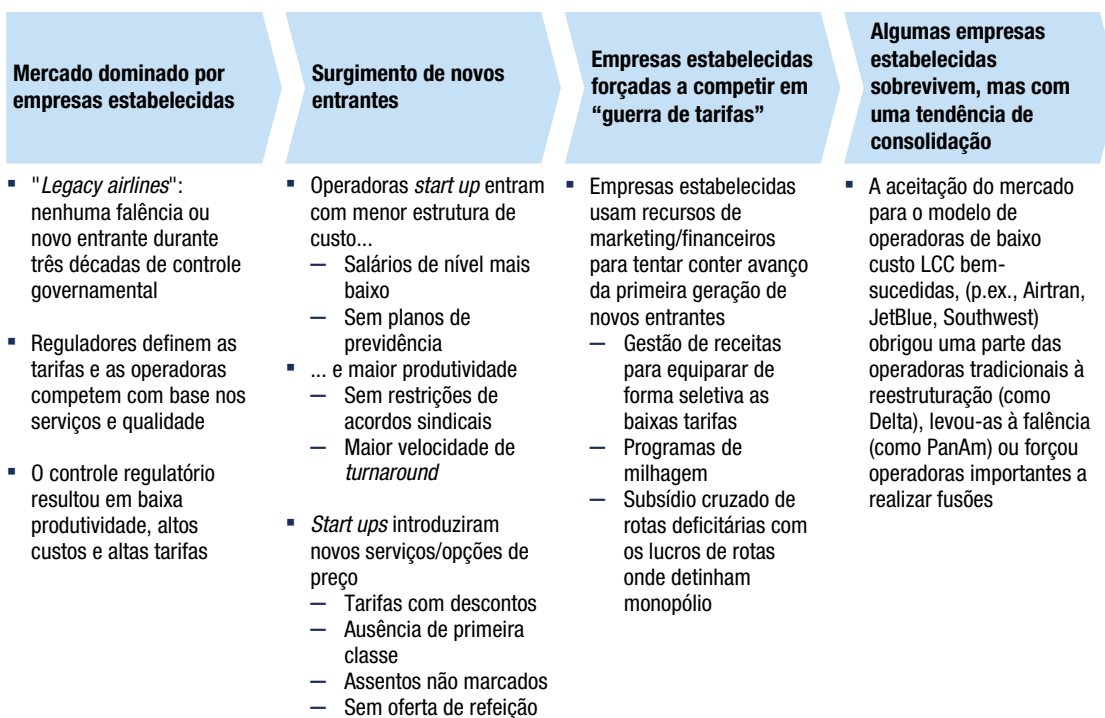 Mercado dominado por
empresas estabelecidas
Surgimento de novos
entrantes
Empresas estabelecidas
forçadas a competir em
“guerra de tarifas”
Algumas empresas
estabelecidas
sobrevivem, mas com
uma tendência de
consolidação
▪ "Legacy airlines":
nenhuma falência ou
novo entrante durante
três décadas de controle
governamental
▪ Reguladores definem as
tarifas e as operadoras
competem com base nos
serviços e qualidade
▪ O controle regulatório
resultou em baixa
produtividade, altos
custos e altas tarifas
▪ Operadoras start up entram
com menor estrutura de
custo...
— Salários de nível mais
baixo
— Sem planos de
previdência
▪ ... e maior produtividade
— Sem restrições de
acordos sindicais
— Maior velocidade de
turnaround
▪ Start ups introduziram
novos serviços/opções de
preço
— Tarifas com descontos
— Ausência de primeira
classe
— Assentos não marcados
— Sem oferta de refeição
▪ Empresas estabelecidas
usam recursos de
marketing/financeiros
para tentar conter avanço
da primeira geração de
novos entrantes
— Gestão de receitas
para equiparar de
forma seletiva as
baixas tarifas
— Programas de
milhagem
— Subsídio cruzado de
rotas deficitárias com
os lucros de rotas
onde detinham
monopólio
▪ A aceitação do mercado
para o modelo de
operadoras de baixo
custo LCC bem-
sucedidas, (p.ex., Airtran,
JetBlue, Southwest)
obrigou uma parte das
operadoras tradicionais à
reestruturação (como
Delta), levou-as à falência
(como PanAm) ou forçou
operadoras importantes a
realizar fusões